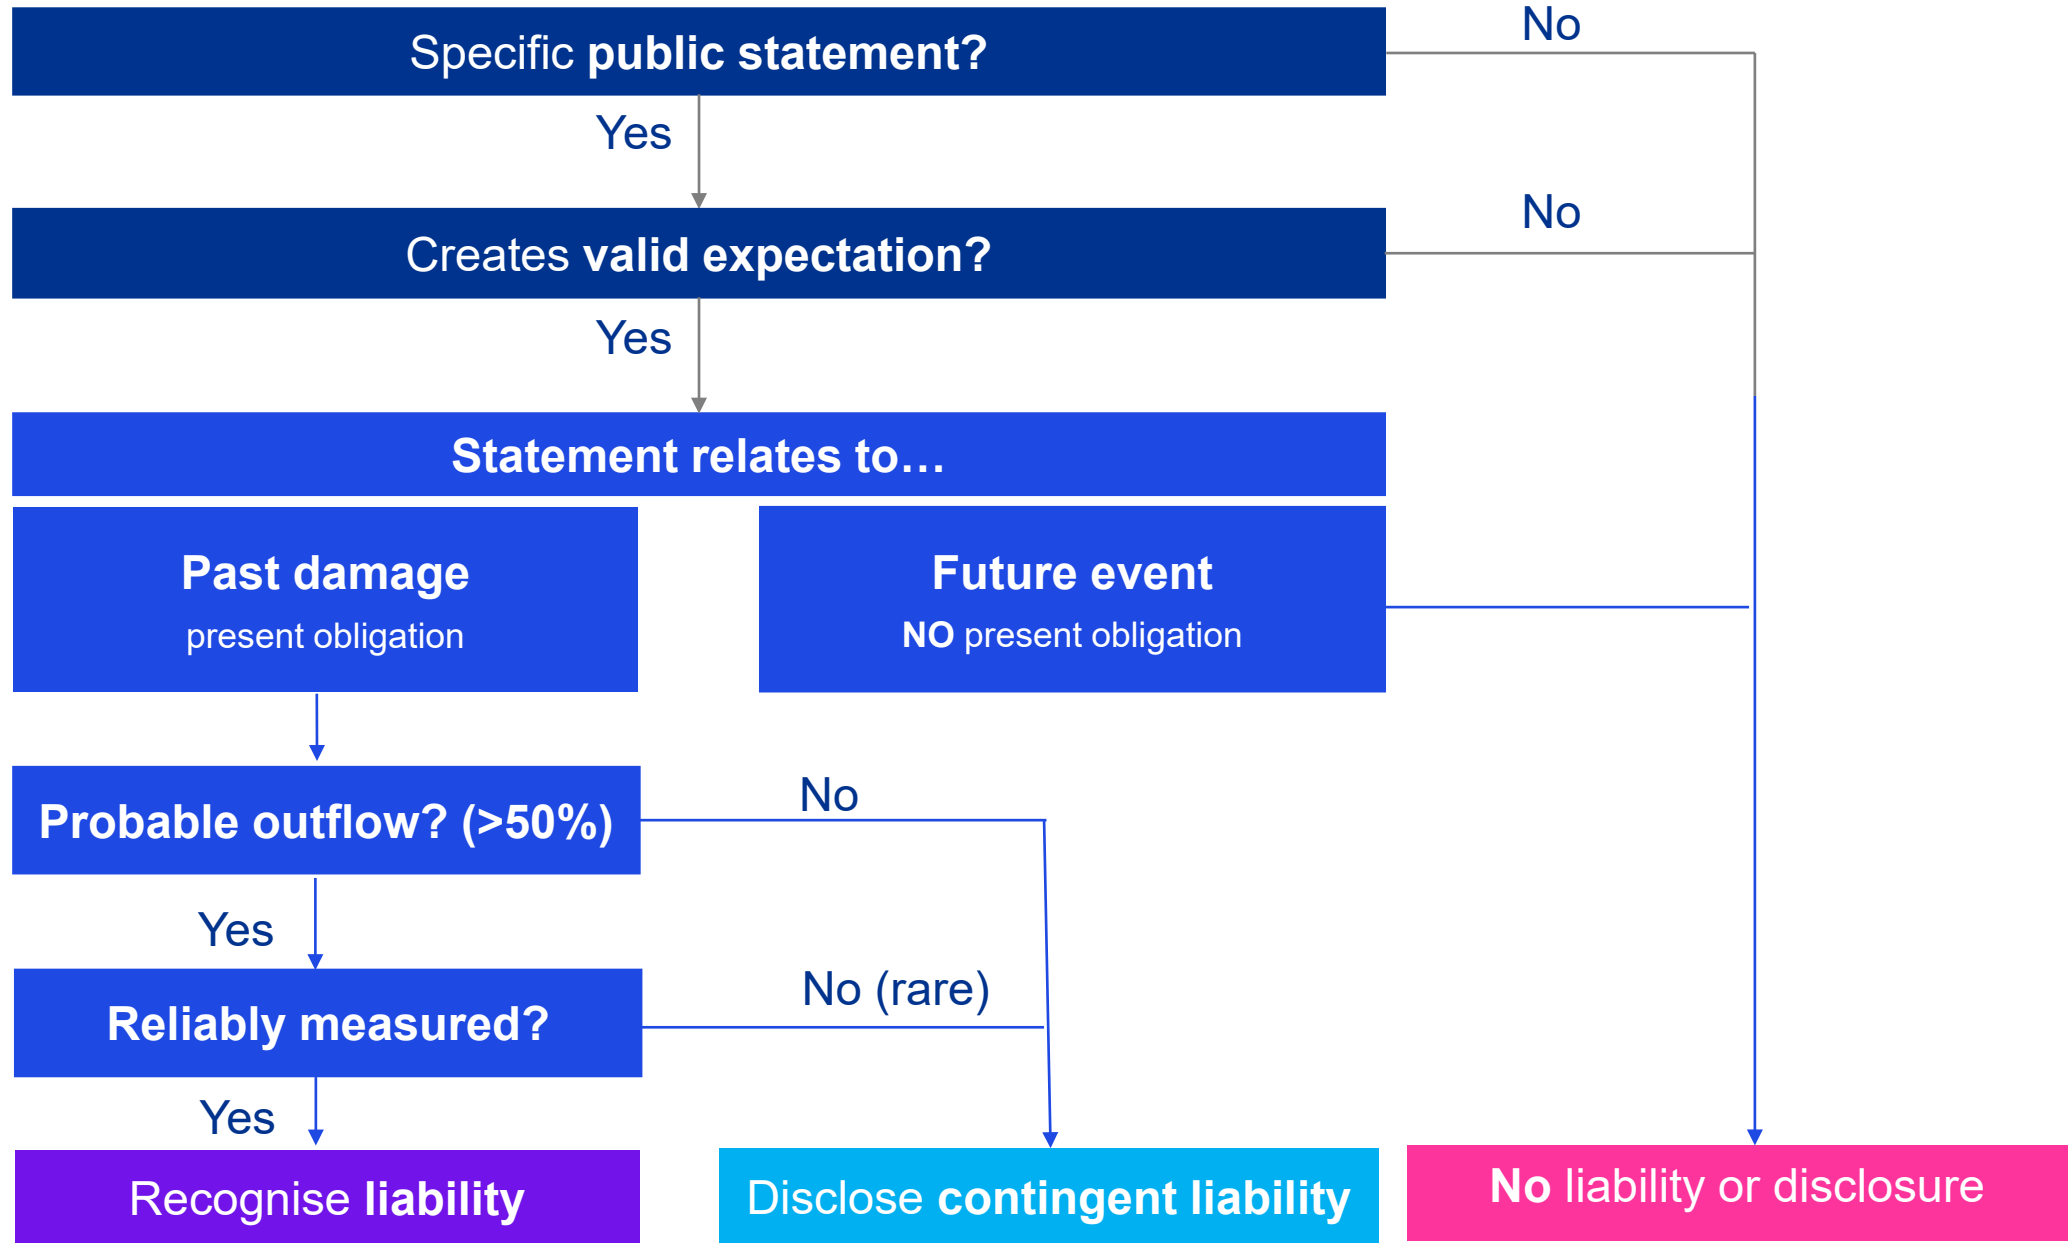 Specific public statement?
No
Yes
Creates valid expectation?
No
Yes
Statement relates to…
Past damage
present obligation
Future event
NO present obligation
Probable outflow? (>50%)
No
Yes
Reliably measured?
No (rare)
Yes
Recognise liability
Disclose contingent liability
No liability or disclosure